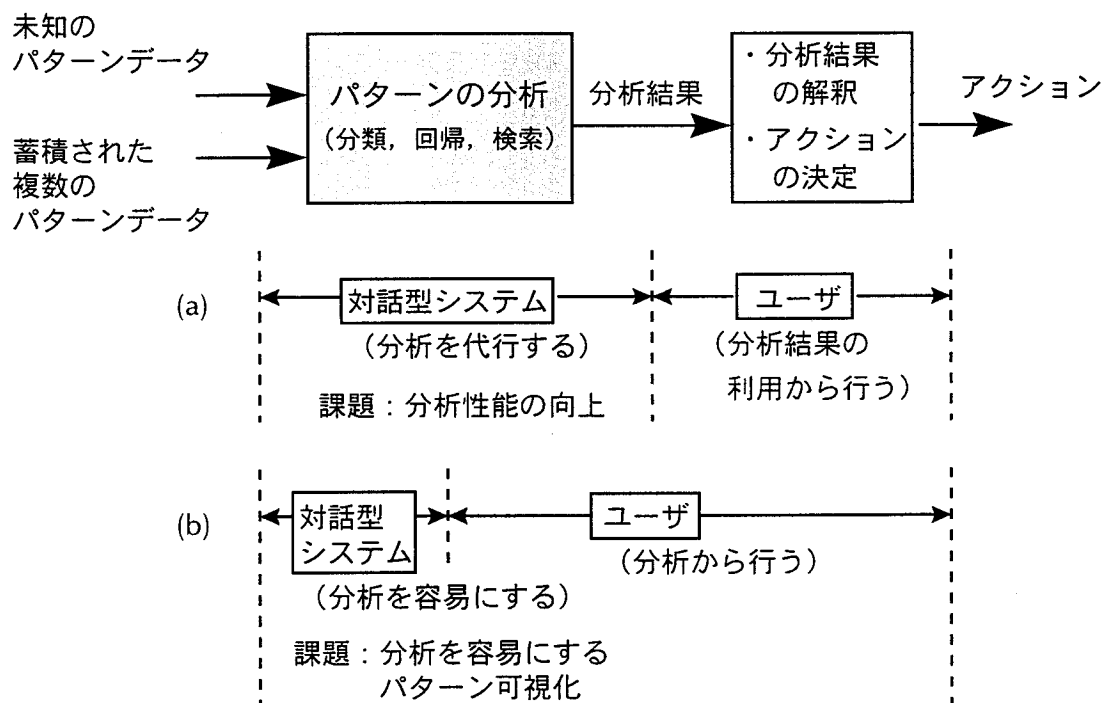 未知の
パターンデータ
蓄積された
複数の
パターンデータ
パターンの分析
(分類，回帰，検索)
分析結果
・分析結果
の解釈
・アクション
の決定
アクション
(a)
対話型システム
(分析を代行する)
課題：分析性能の向上
ユーザ
(分析結果の
利用から行う)
(b)
対話型
システム
(分析を容易にする)
課題：分析を容易にする
パターン可視化
ユーザ
(分析から行う)